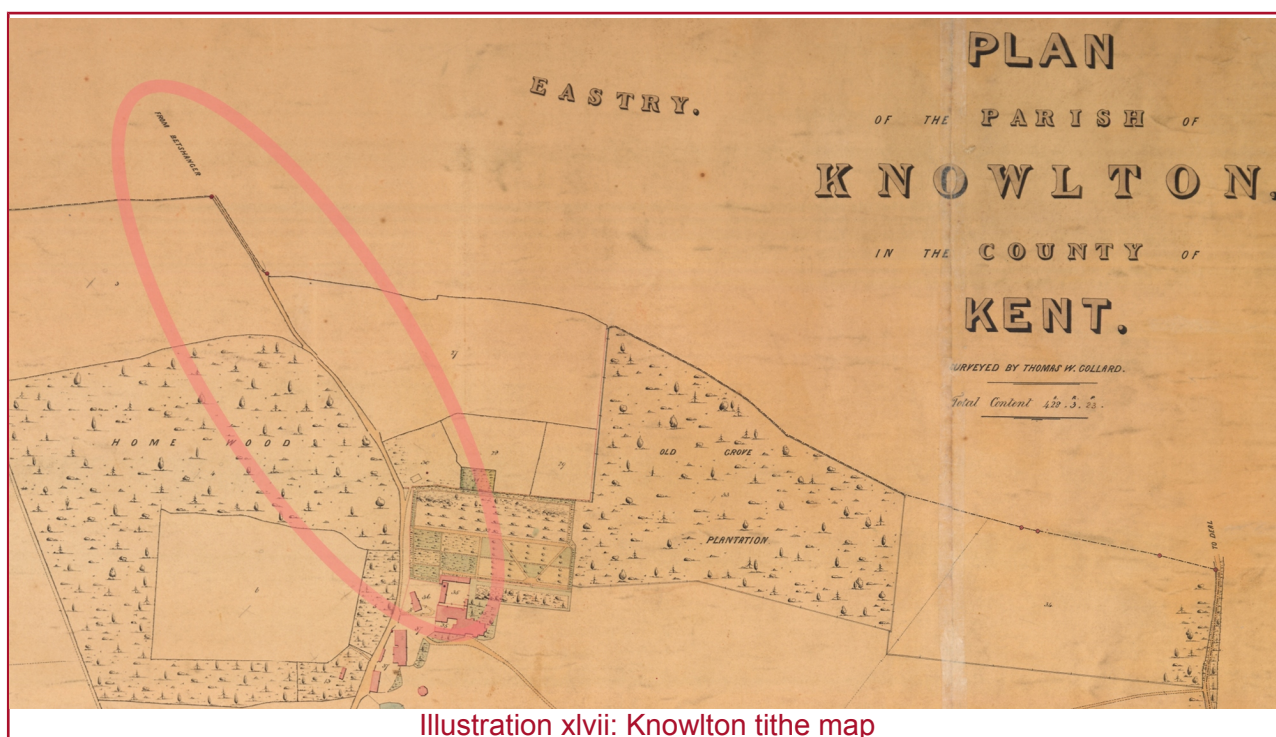 PLAN
OF THE PARISH OF
KNOWLTON.
IN THE COUNTY OF
KENT.
SURVEYED BY THOMAS W. COLLARD.
Total Content 422 . 3 . 23 .
EASTRY.
FROM BETSHANGER
HOME WOOD
OLD GROVE
PLANTATION
TO DEAL
Illustration xlvii: Knowlton tithe map